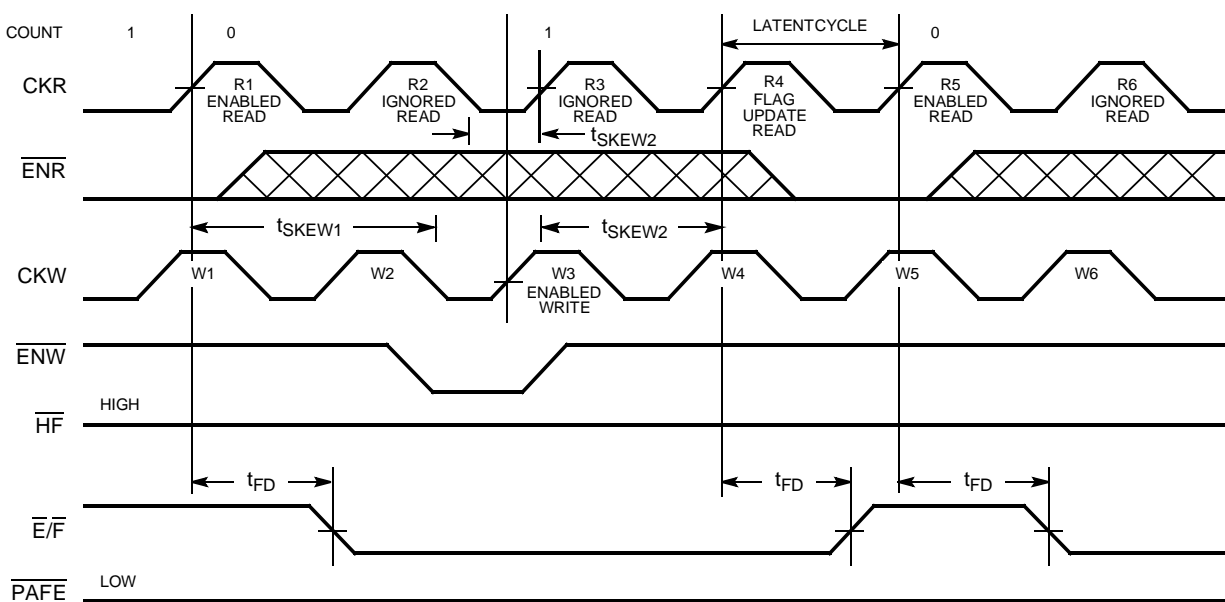 COUNT 1 0 1 LATENTCYCLE 0
CKR
R1
ENABLED
READ
R2
IGNORED
READ
R3
IGNORED
READ
R4
FLAG
UPDATE
READ
R5
ENABLED
READ
R6
IGNORED
READ
tSKEW2
ENR
tSKEW1 tSKEW2
CKW
W1
W2
W3
ENABLED
WRITE
W4
W5
W6
ENW
HIGH
HF
tFD tFD tFD
E/F
LOW
PAFE